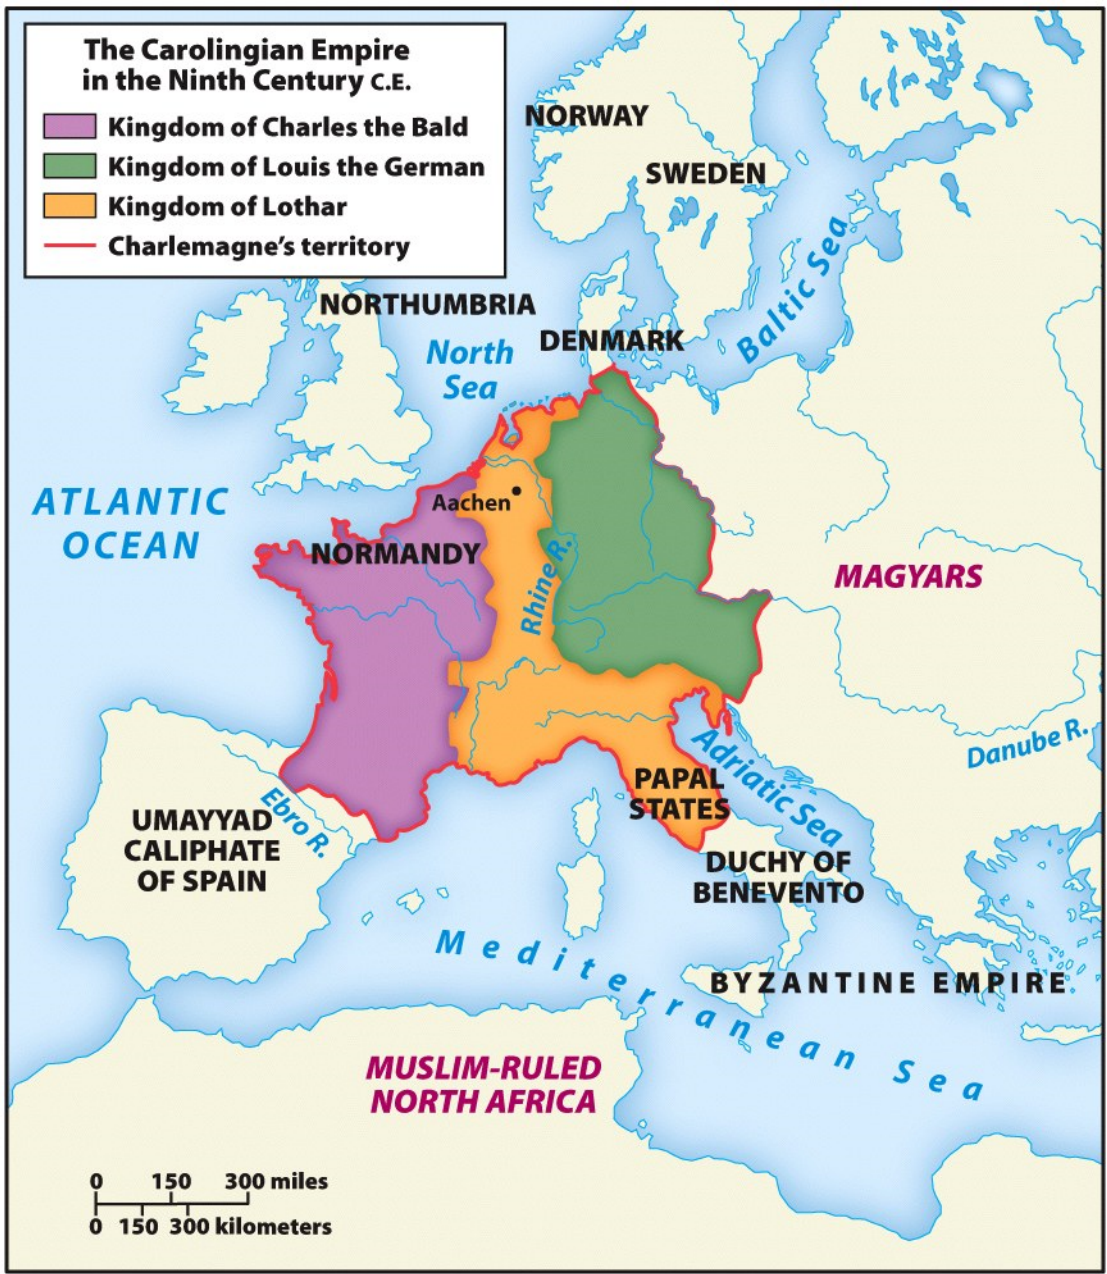 The Carolingian Empire
in the Ninth Century C.E.
Kingdom of Charles the Bald
Kingdom of Louis the German
Kingdom of Lothar
Charlemagne's territory
NORWAY
SWEDEN
Baltic Sea
NORTHUMBRIA
DENMARK
North
Sea
ATLANTIC
OCEAN
Aachen
NORMANDY
Rhine R.
MAGYARS
Danube R.
Adriatic Sea
PAPAL
STATES
Ebro R.
UMAYYAD
CALIPHATE
OF SPAIN
DUCHY OF
BENEVENTO
Mediterranean Sea
BYZANTINE EMPIRE
MUSLIM-RULED
NORTH AFRICA
0 150 300 miles
0 150 300 kilometers